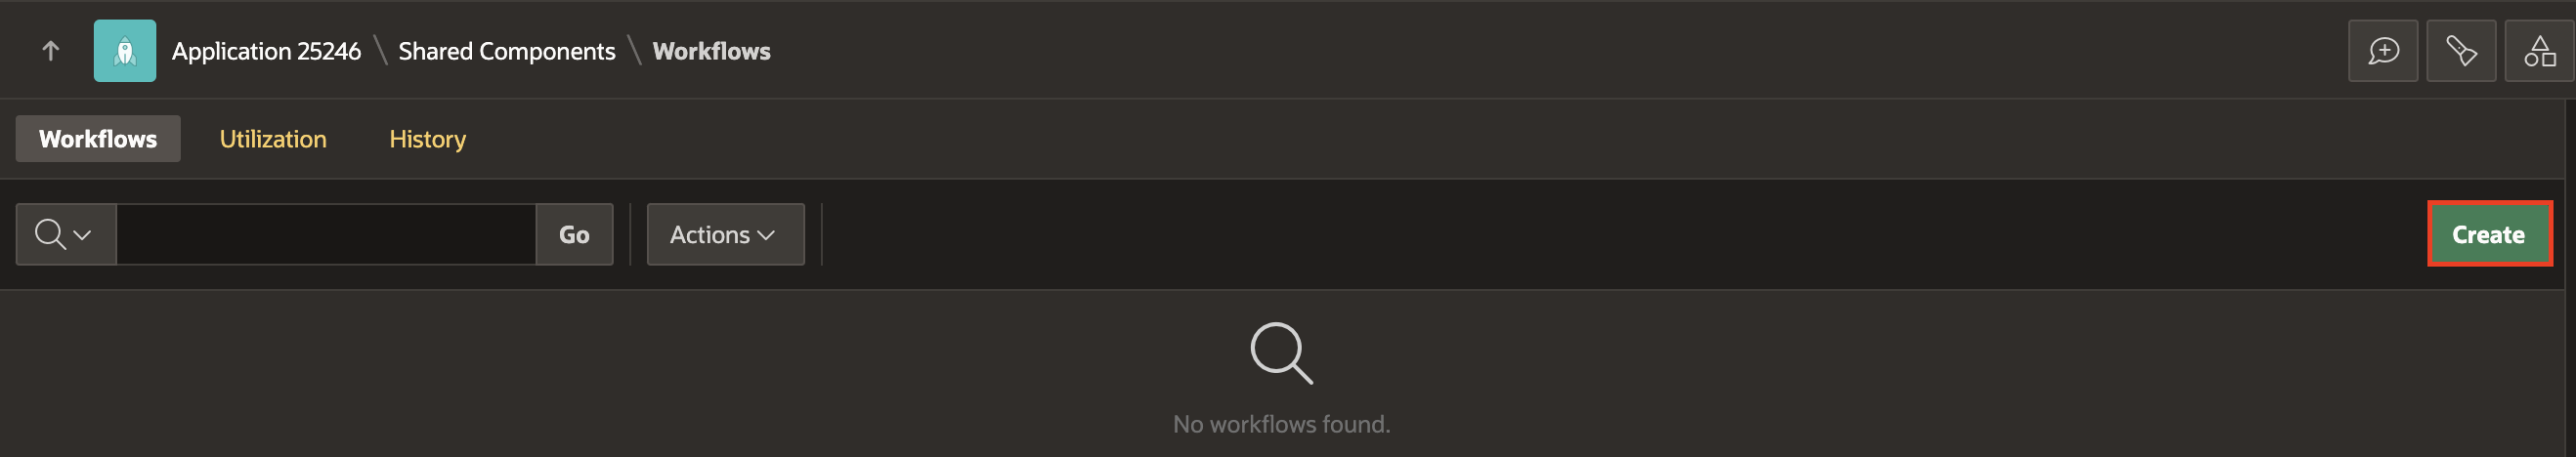 Application 25246 \ Shared Components \ Workflows
Workflows Utilization History
Go Actions Create
No workflows found.